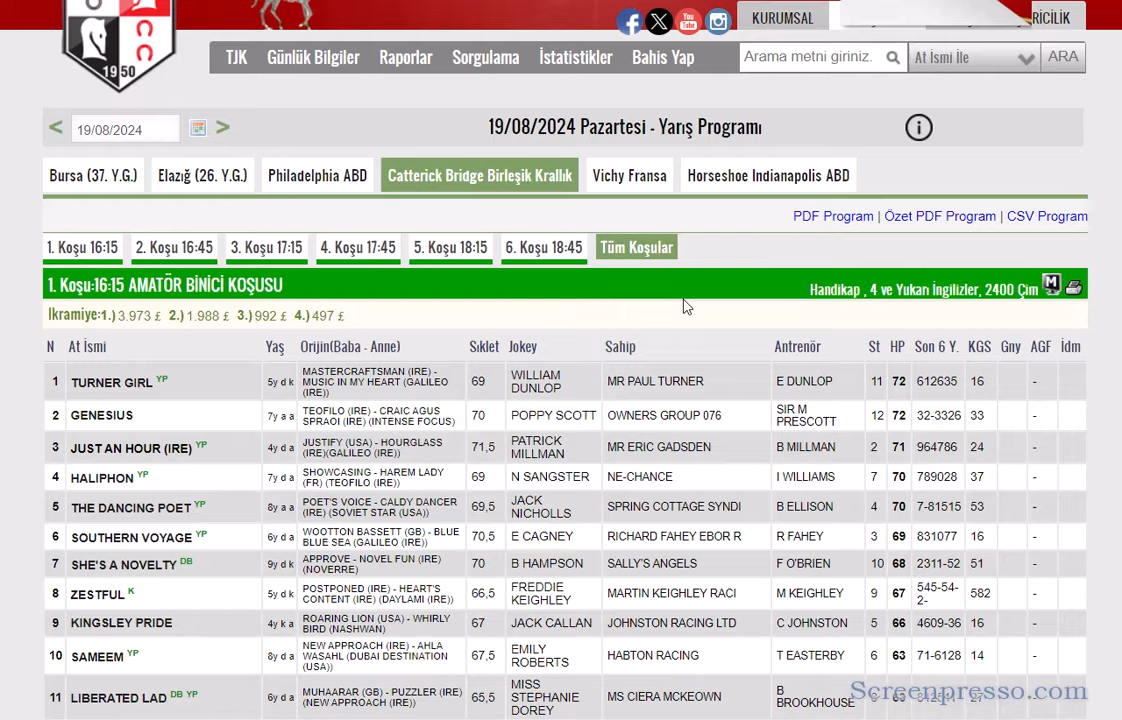 KURUMSAL
RİCİLİK
C C
C C
1950
TJK Günlük Bilgiler Raporlar Sorgulama İstatistikler Bahis Yap Arama metni giriniz. At İsmi İle ARA
< 19/08/2024 > 19/08/2024 Pazartesi - Yarış Programı
Bursa (37. Y.G.) Elazığ (26. Y.G.) Philadelphia ABD Catterick Bridge Birleşik Krallık Vichy Fransa Horseshoe Indianapolis ABD
PDF Program | Özet PDF Program | CSV Program
1. Koşu 16:15 2. Koşu 16:45 3. Koşu 17:15 4. Koşu 17:45 5. Koşu 18:15 6. Koşu 18:45 Tüm Koşular
1. Koşu:16:15 AMATÖR BİNİCİ KOŞUSU Handikap , 4 ve Yukarı İngilizler, 2400 Çim
Ikramiye:1.) 3.973 £ 2.) 1.988 £ 3.) 992 £ 4.) 497 £
N At İsmi Yaş Orijin(Baba - Anne) Sıklet Jokey Sahip Antrenör St HP Son 6 Y. KGS Gny AGF İdm
1 TURNER GIRL YP 5y d k MASTERCRAFTSMAN (IRE) - MUSIC IN MY HEART (GALILEO (IRE)) 69 WILLIAM DUNLOP MR PAUL TURNER E DUNLOP 11 72 612635 16 -
2 GENESIUS 7y a a TEOFILO (IRE) - CRAIC AGUS SPRAOI (IRE) (INTENSE FOCUS) 70 POPPY SCOTT OWNERS GROUP 076 SIR M PRESCOTT 12 72 32-3326 33 -
3 JUST AN HOUR (IRE) YP 4y d a JUSTIFY (USA) - HOURGLASS (IRE)(GALILEO (IRE)) 71,5 PATRICK MILLMAN MR ERIC GADSDEN B MILLMAN 2 71 964786 24 -
4 HALIPHON YP 7y d a SHOWCASING - HAREM LADY (FR) (TEOFILO (IRE)) 69 N SANGSTER NE-CHANCE I WILLIAMS 7 70 789028 37 -
5 THE DANCING POET YP 8y a a POET'S VOICE - CALDY DANCER (IRE) (SOVIET STAR (USA)) 69,5 JACK NICHOLLS SPRING COTTAGE SYNDI B ELLISON 4 70 7-81515 53 -
6 SOUTHERN VOYAGE YP 6y d a WOOTTON BASSETT (GB) - BLUE BLUE SEA (GALILEO (IRE)) 70,5 E CAGNEY RICHARD FAHEY EBOR R R FAHEY 3 69 831077 16 -
7 SHE'S A NOVELTY DB 9y d k APPROVE - NOVEL FUN (IRE) (NOVERRE) 70 B HAMPSON SALLY'S ANGELS F O'BRIEN 10 68 2311-52 51 -
8 ZESTFUL K 5y d k POSTPONED (IRE) - HEART'S CONTENT (IRE) (DAYLAMI (IRE)) 66,5 FREDDIE KEIGHLEY MARTIN KEIGHLEY RACI M KEIGHLEY 9 67 545-54-2- 582 -
9 KINGSLEY PRIDE 4y k a ROARING LION (USA) - WHIRLY BIRD (NASHWAN) 67 JACK CALLAN JOHNSTON RACING LTD C JOHNSTON 5 66 4609-36 16 -
10 SAMEEM YP 8y d a NEW APPROACH (IRE) - AHLA WASAHL (DUBAI DESTINATION (USA)) 67,5 EMILY ROBERTS HABTON RACING T EASTERBY 6 63 71-6128 14 -
11 LIBERATED LAD DB YP 6y d a MUHAARAR (GB) - PUZZLER (IRE) (NEW APPROACH (IRE)) 65,5 MISS STEPHANIE DOREY MS CIERA MCKEOWN B BROOKHOUSE -
Screenpresso.com